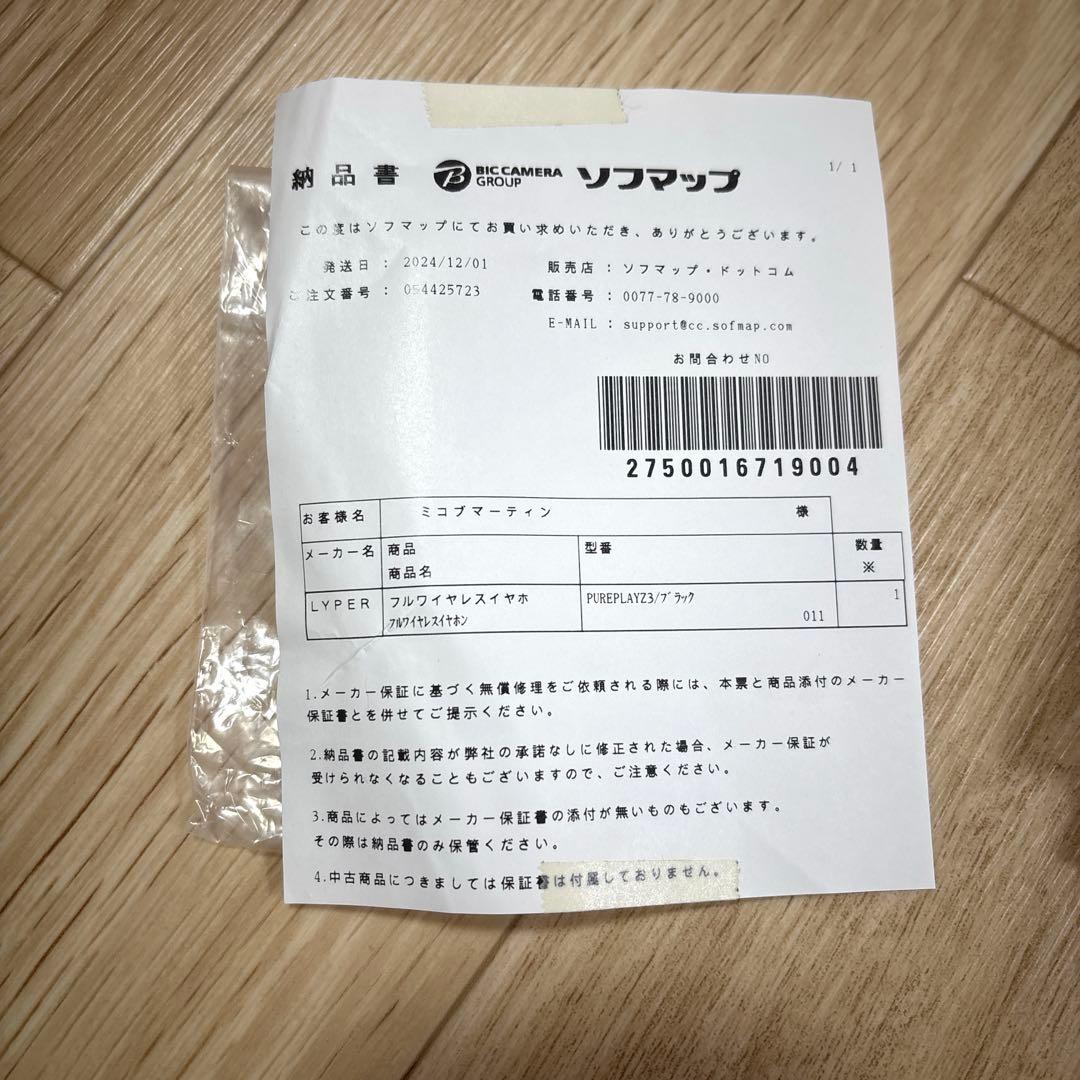 納品書 BIC CAMERA GROUP ソフマップ 1/ 1
この度はソフマップにてお買い求めいただき、ありがとうございます。
発送日 : 2024/12/01 販売店 : ソフマップ・ドットコム
ご注文番号 : 054425723 電話番号 : 0077-78-9000
E-MAIL : support@cc.sofmap.com
お問合わせNO
2750016719004
お客様名 ミコブマーティン 様
メーカー名 商品 型番 数量
商品名 ※
LYPER フルワイヤレスイヤホ PUREPLAYZ3/ブラック 1
フルワイヤレスイヤホン 011
1.メーカー保証に基づく無償修理をご依頼される際には、本票と商品添付のメーカー
保証書とを併せてご提示ください。
2.納品書の記載内容が弊社の承諾なしに修正された場合、メーカー保証が
受けられなくなることもございますので、ご注意ください。
3.商品によってはメーカー保証書の添付が無いものもございます。
その際は納品書のみ保管ください。
4.中古商品につきましては保証書は付属しておりません。